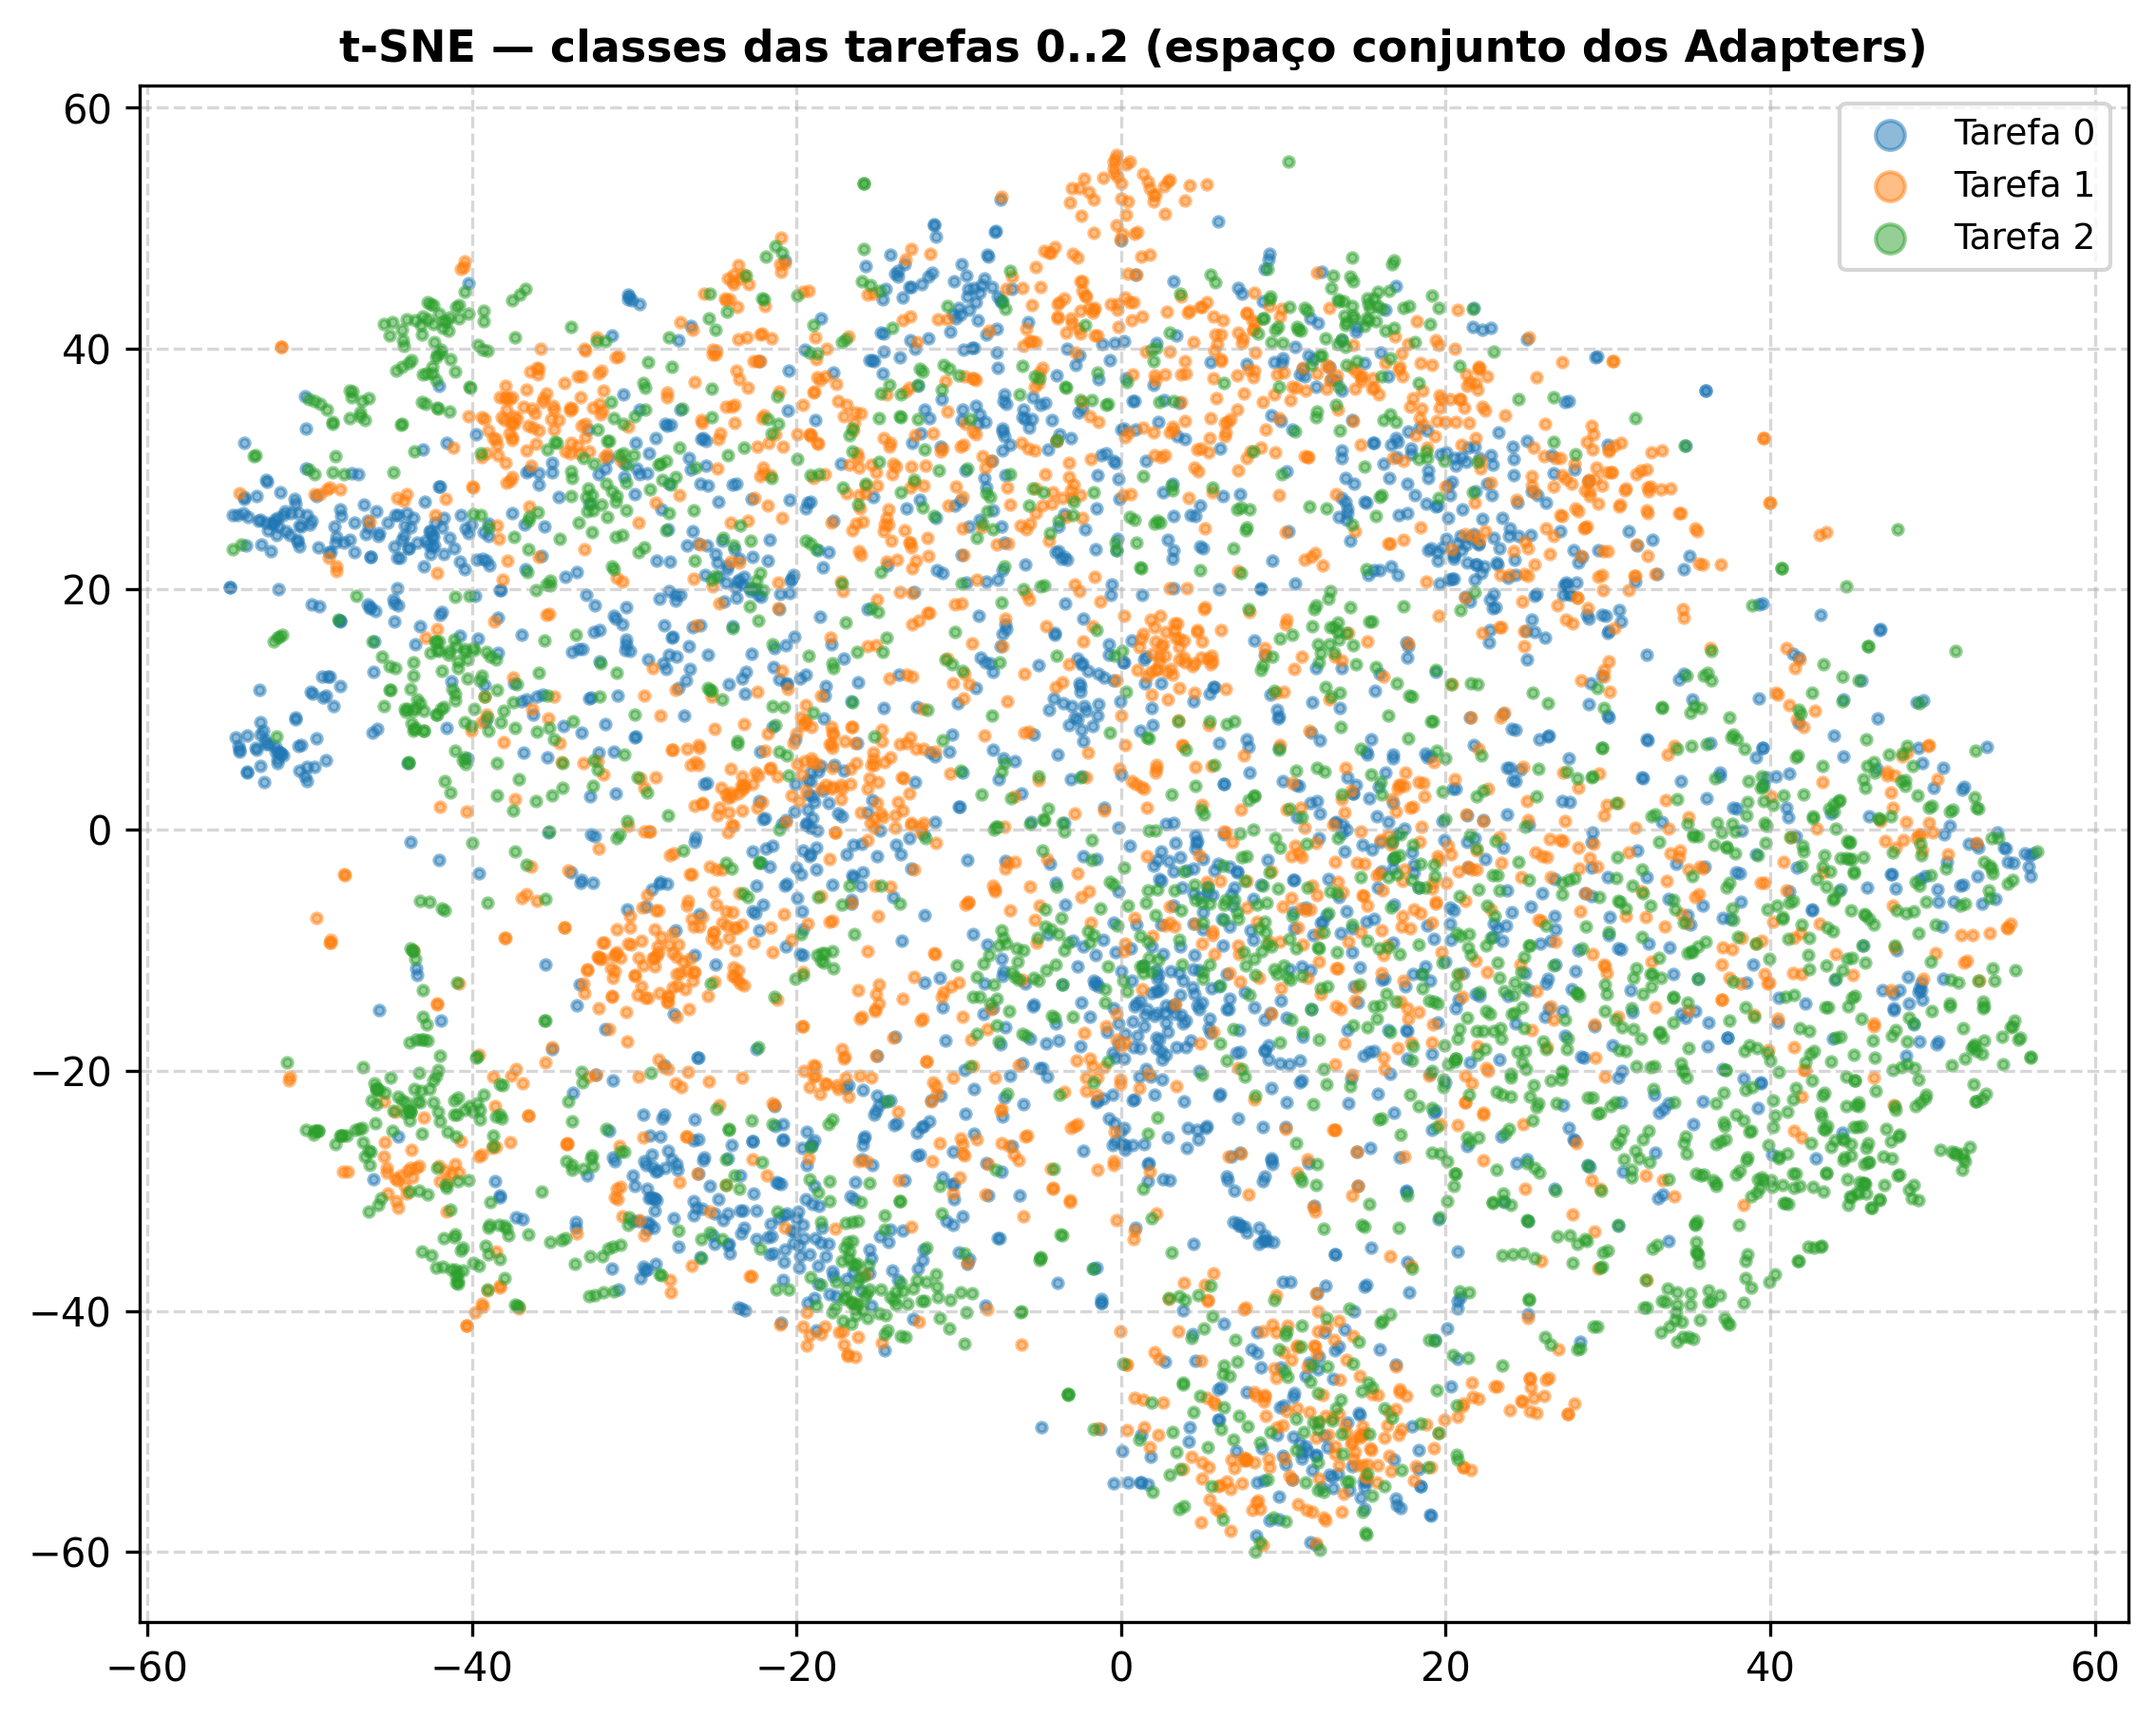 t-SNE — classes das tarefas 0..2 (espaço conjunto dos Adapters)
Tarefa 0
Tarefa 1
Tarefa 2
60
40
20
0
−20
−40
−60
−60 −40 −20 0 20 40 60